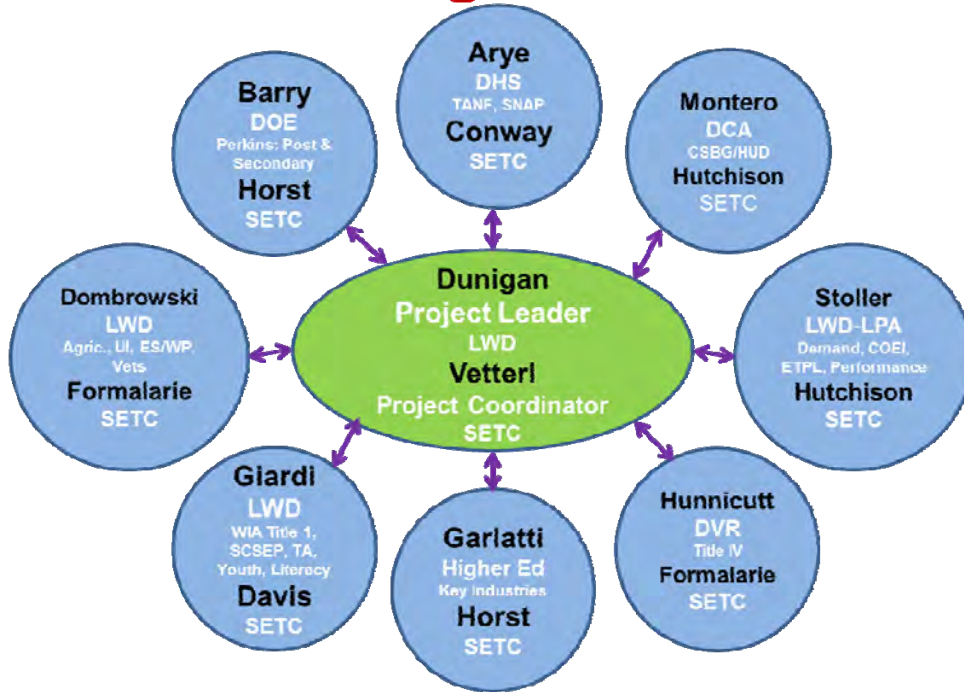 Arye
DHS
TANF, SNAP
Conway
SETC
Barry
DOE
Perkins: Post &
Secondary
Horst
SETC
Montero
DCA
CSBG/HUD
Hutchison
SETC
Dombrowski
LWD
Agric., UI, ES/WP,
Vets
Formalarie
SETC
Dunigan
Project Leader
LWD
Vetterl
Project Coordinator
SETC
Stoller
LWD-LPA
Demand, COEI,
ETPL, Performance
Hutchison
SETC
Giardi
LWD
WIA Title 1,
SCSEP, TA,
Youth, Literacy
Davis
SETC
Garlatti
Higher Ed
Key Industries
Horst
SETC
Hunnicutt
DVR
Title IV
Formalarie
SETC